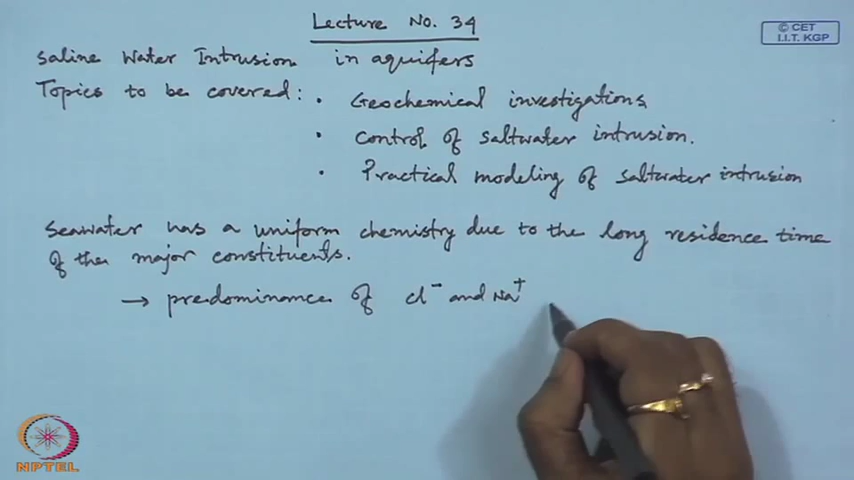 Lecture No. 34
© CET
I.I.T. KGP
Saline Water Intrusion in aquifers
Topics to be covered: • Geochemical investigations
• Control of saltwater intrusion.
• Practical modeling of saltwater intrusion
Seawater has a uniform chemistry due to the long residence time
of the major constituents.
→ predominance of Cl⁻ and Na⁺
NPTEL